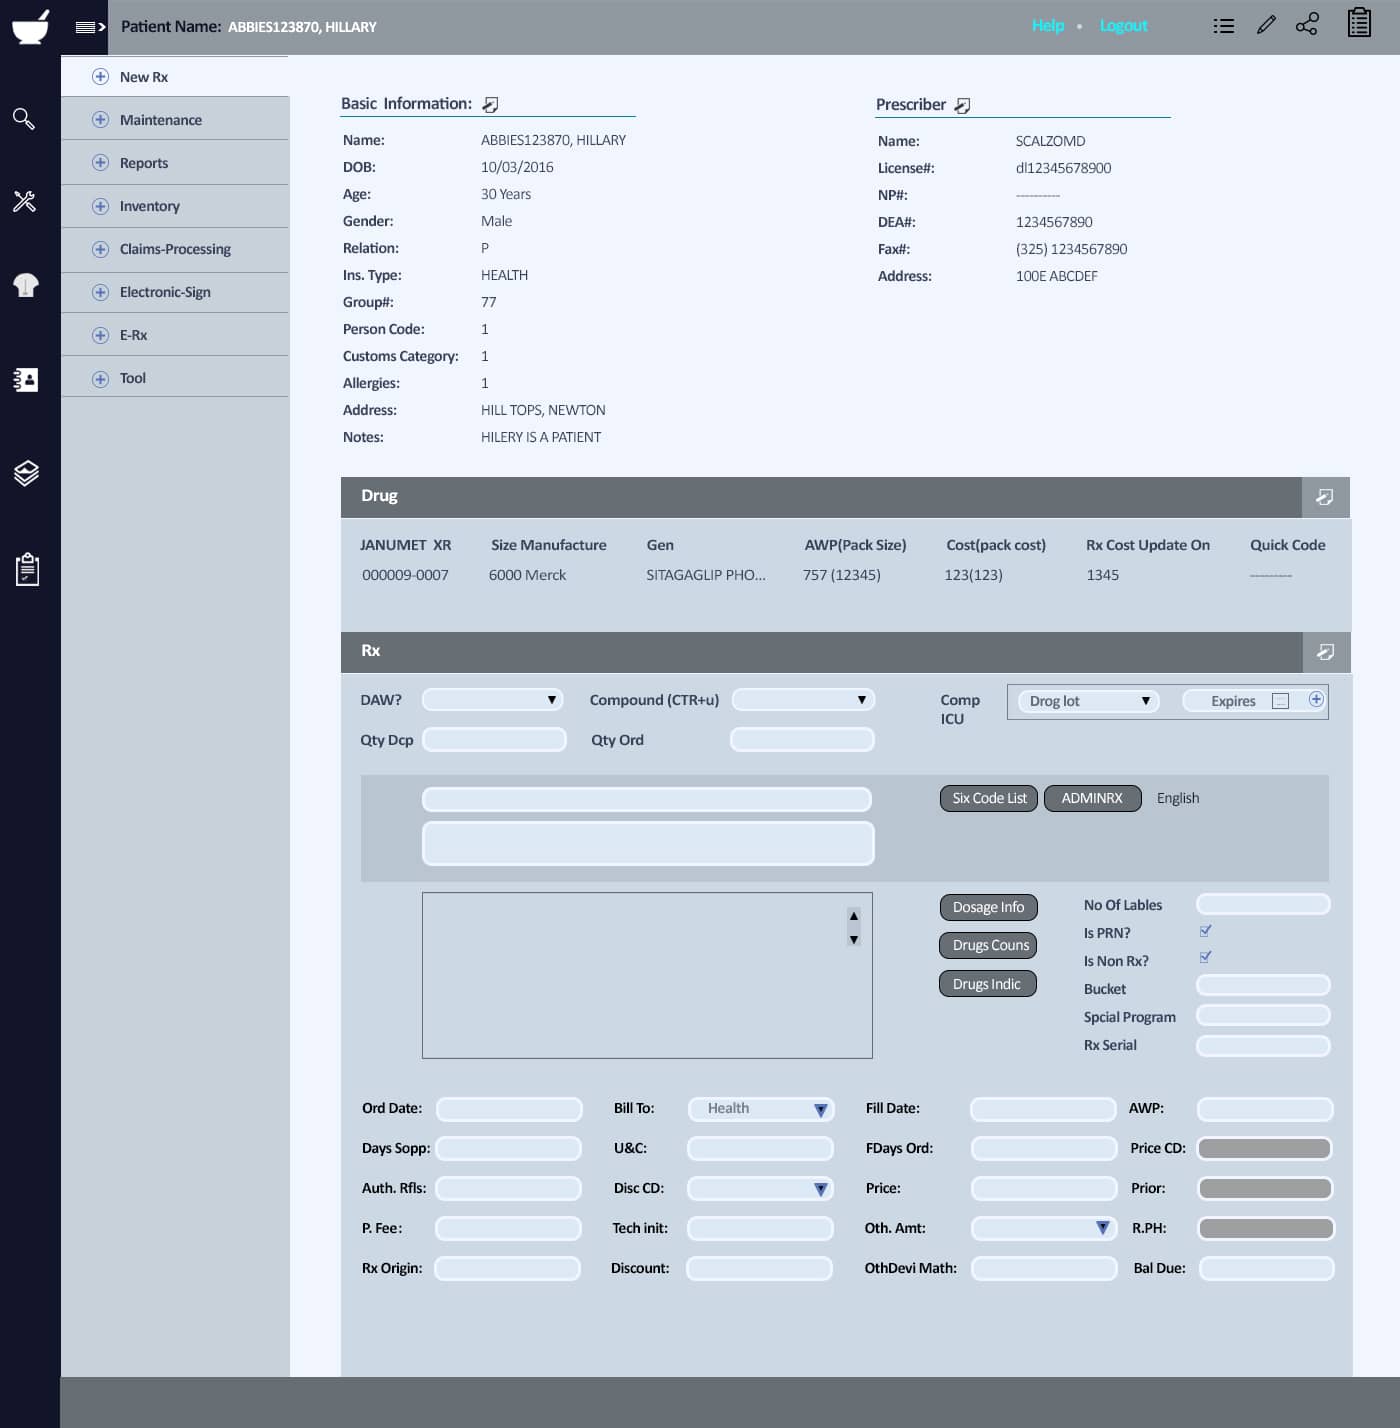 Patient Name: ABBIES123870, HILLARY
Help • Logout
New Rx
Maintenance
Reports
Inventory
Claims-Processing
Electronic-Sign
E-Rx
Tool
Basic Information:
Name: ABBIES123870, HILLARY
DOB: 10/03/2016
Age: 30 Years
Gender: Male
Relation: P
Ins. Type: HEALTH
Group#: 77
Person Code: 1
Customs Category: 1
Allergies: 1
Address: HILL TOPS, NEWTON
Notes: HILERY IS A PATIENT
Prescriber
Name: SCALZOMD
License#: dl12345678900
NP#: ----------
DEA#: 1234567890
Fax#: (325) 1234567890
Address: 100E ABCDEF
Drug
JANUMET XR Size Manufacture Gen AWP(Pack Size) Cost(pack cost) Rx Cost Update On Quick Code
000009-0007 6000 Merck SITAGAGLIP PHO... 757 (12345) 123(123) 1345 ----------
Rx
DAW? Compound (CTR+u) Comp ICU Drog lot Expires
Qty Dcp Qty Ord
Six Code List ADMINRX English
Dosage Info
Drugs Couns
Drugs Indic
No Of Lables
Is PRN?
Is Non Rx?
Bucket
Spcial Program
Rx Serial
Ord Date: Bill To: Health Fill Date: AWP:
Days Sopp: U&C: FDays Ord: Price CD:
Auth. Rfls: Disc CD: Price: Prior:
P. Fee: Tech init: Oth. Amt: R.PH:
Rx Origin: Discount: OthDevi Math: Bal Due: